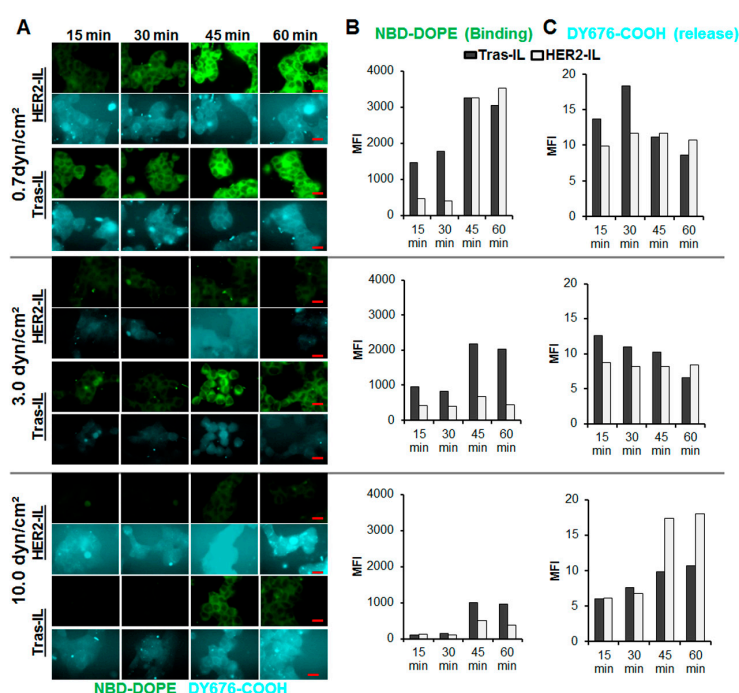 A
15 min 30 min 45 min 60 min
0.7dyn/cm²
HER2-IL
Tras-IL
3.0 dyn/cm²
HER2-IL
Tras-IL
10.0 dyn/cm²
HER2-IL
Tras-IL
NBD-DOPE DY676-COOH
B
NBD-DOPE (Binding)
C
DY676-COOH (release)
Tras-IL HER2-IL
MFI
4000
3000
2000
1000
0
15 min 30 min 45 min 60 min
MFI
20
15
10
5
0
15 min 30 min 45 min 60 min
MFI
4000
3000
2000
1000
0
15 min 30 min 45 min 60 min
MFI
20
15
10
5
0
15 min 30 min 45 min 60 min
MFI
4000
3000
2000
1000
0
15 min 30 min 45 min 60 min
MFI
20
15
10
5
0
15 min 30 min 45 min 60 min